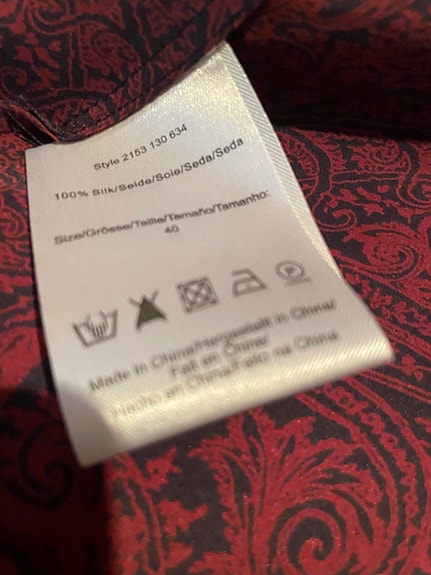 Style 2153 130 634
100% Silk/Seide/Soie/Seda/Seda
Size/Grösse/Taille/Tamaño/Tamanho:
40
Made in China/Hergestellt in China/
Fait en China/
Hecho en China/Feito na China